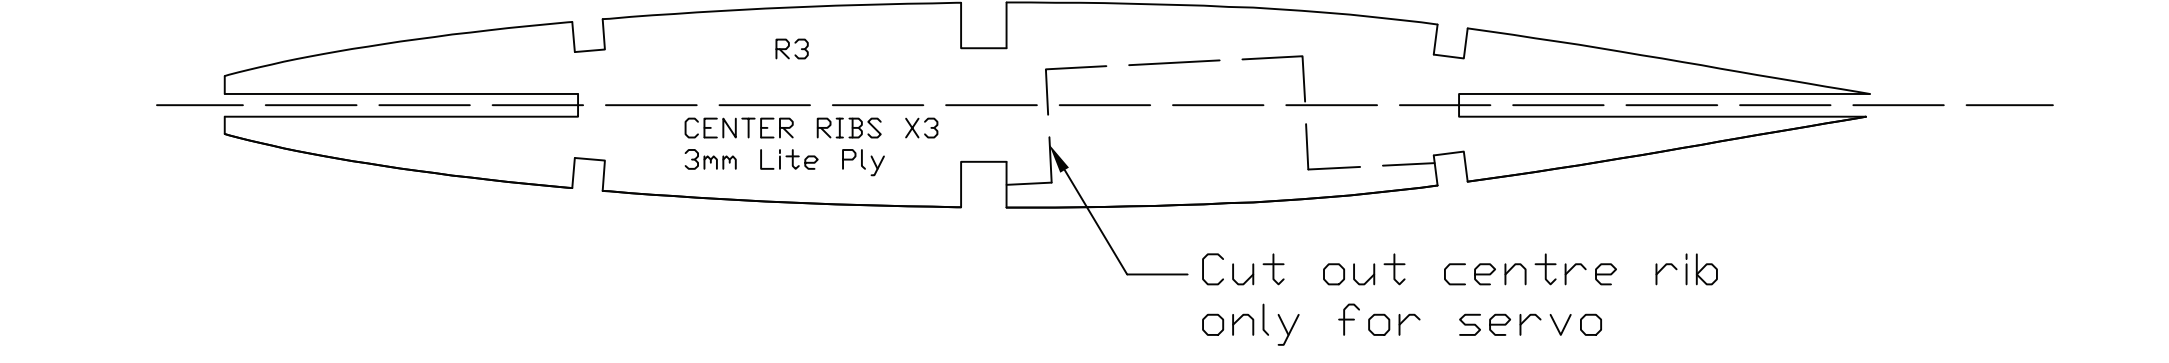 R3
CENTER RIBS X3
3mm Lite Ply
Cut out centre rib
only for servo